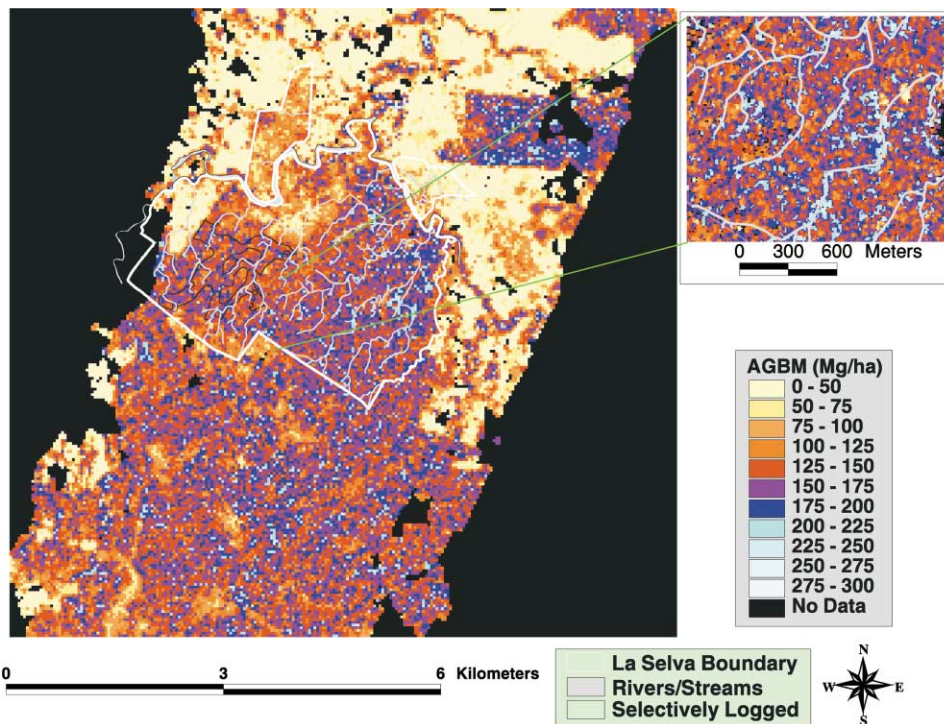 0 300 600 Meters
AGBM (Mg/ha)
0 - 50
50 - 75
75 - 100
100 - 125
125 - 150
150 - 175
175 - 200
200 - 225
225 - 250
250 - 275
275 - 300
No Data
0 3 6 Kilometers
La Selva Boundary
Rivers/Streams
Selectively Logged
N
W E
S